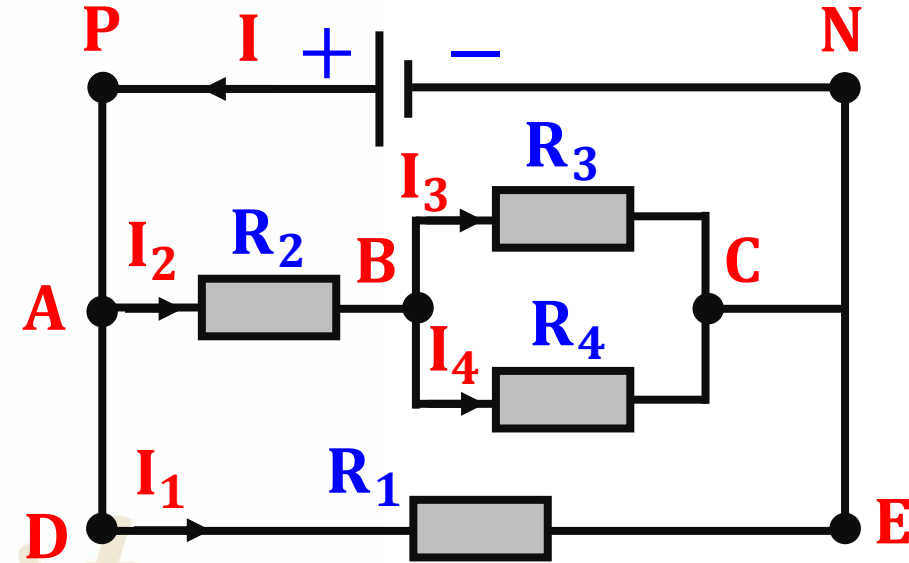 P I + − N
I₃ R₃
I₂ R₂ B C
A
I₄ R₄
I₁ R₁
D E